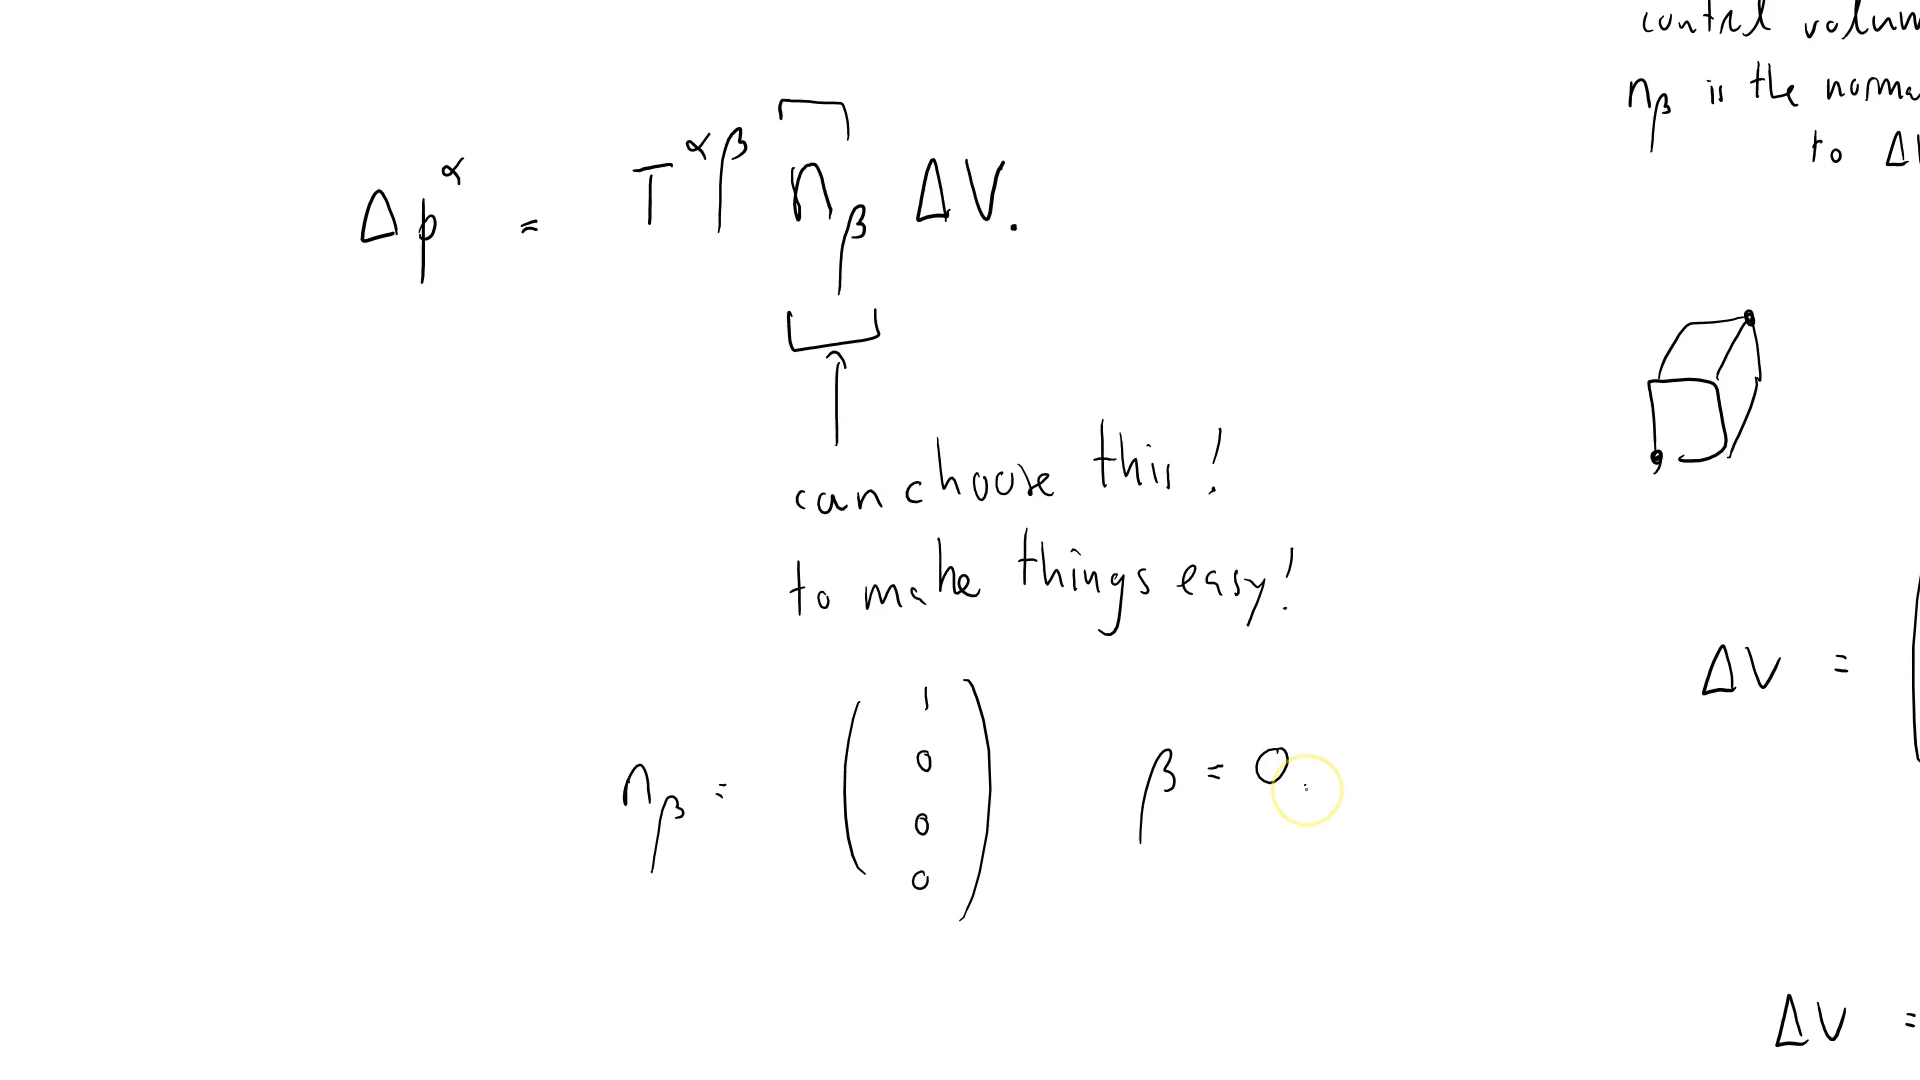 Δp^α = T^αβ n_β ΔV.
can choose this!
to make things easy!
n_β = (1 0 0 0) β = 0
control
n_β is the
to
ΔV =
ΔV =